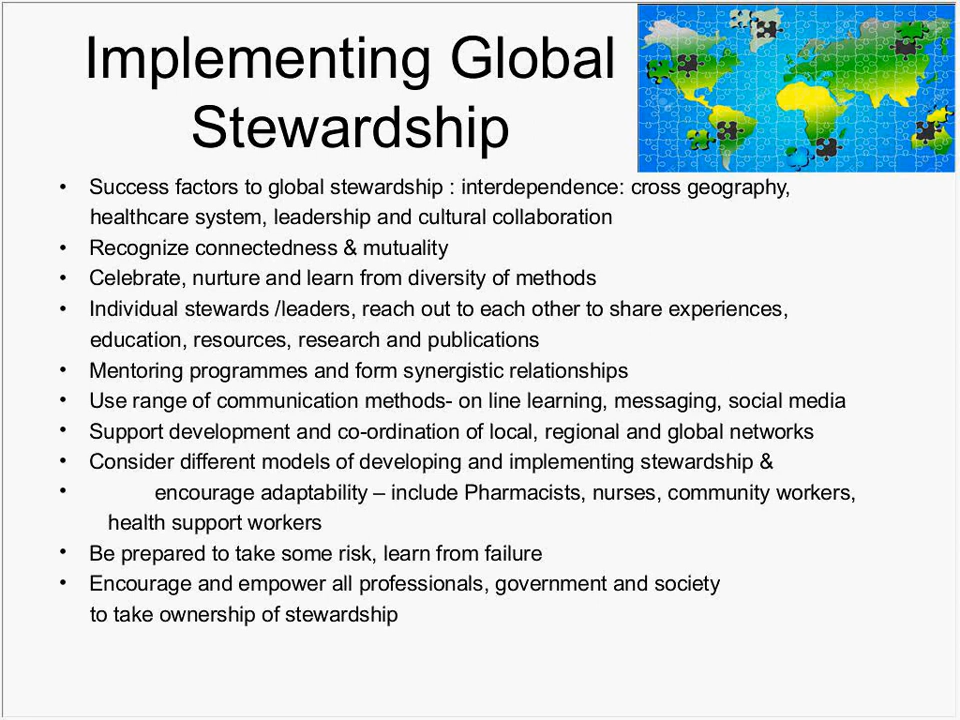 Implementing Global
Stewardship
• Success factors to global stewardship : interdependence: cross geography,
healthcare system, leadership and cultural collaboration
• Recognize connectedness & mutuality
• Celebrate, nurture and learn from diversity of methods
• Individual stewards /leaders, reach out to each other to share experiences,
education, resources, research and publications
• Mentoring programmes and form synergistic relationships
• Use range of communication methods- on line learning, messaging, social media
• Support development and co-ordination of local, regional and global networks
• Consider different models of developing and implementing stewardship &
• encourage adaptability – include Pharmacists, nurses, community workers,
health support workers
• Be prepared to take some risk, learn from failure
• Encourage and empower all professionals, government and society
to take ownership of stewardship